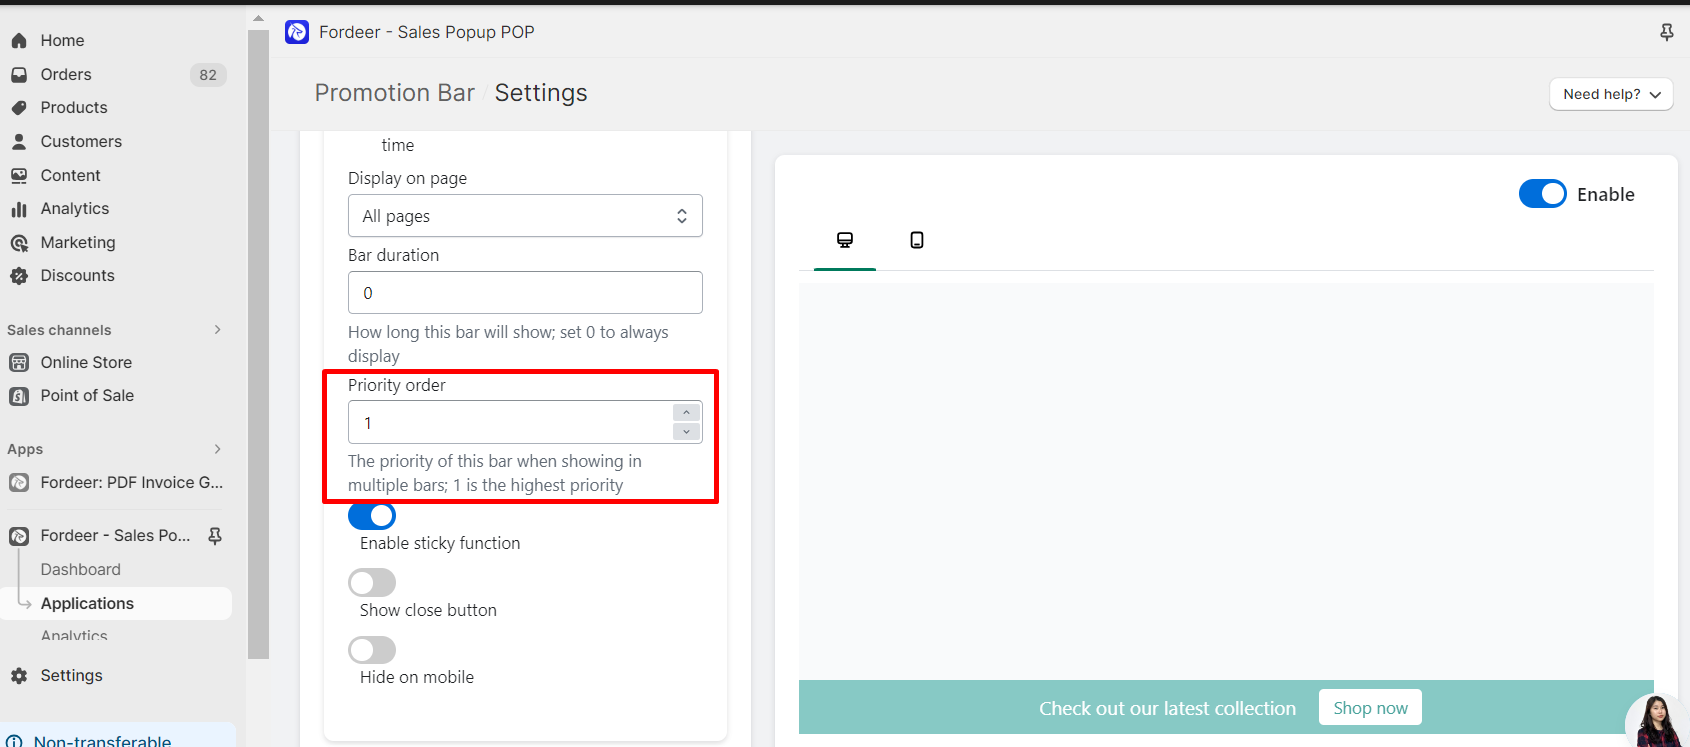 Home
Orders
82
Products
Customers
Content
Analytics
Marketing
Discounts
Sales channels
Online Store
Point of Sale
Apps
Fordeer: PDF Invoice G...
Fordeer - Sales Po...
Dashboard
Applications
Analytics
Settings
Non-transferable
Fordeer - Sales Popup POP
Promotion Bar / Settings
Need help?
time
Display on page
All pages
Bar duration
0
How long this bar will show; set 0 to always
display
Priority order
1
The priority of this bar when showing in
multiple bars; 1 is the highest priority
Enable sticky function
Show close button
Hide on mobile
Enable
Check out our latest collection
Shop now